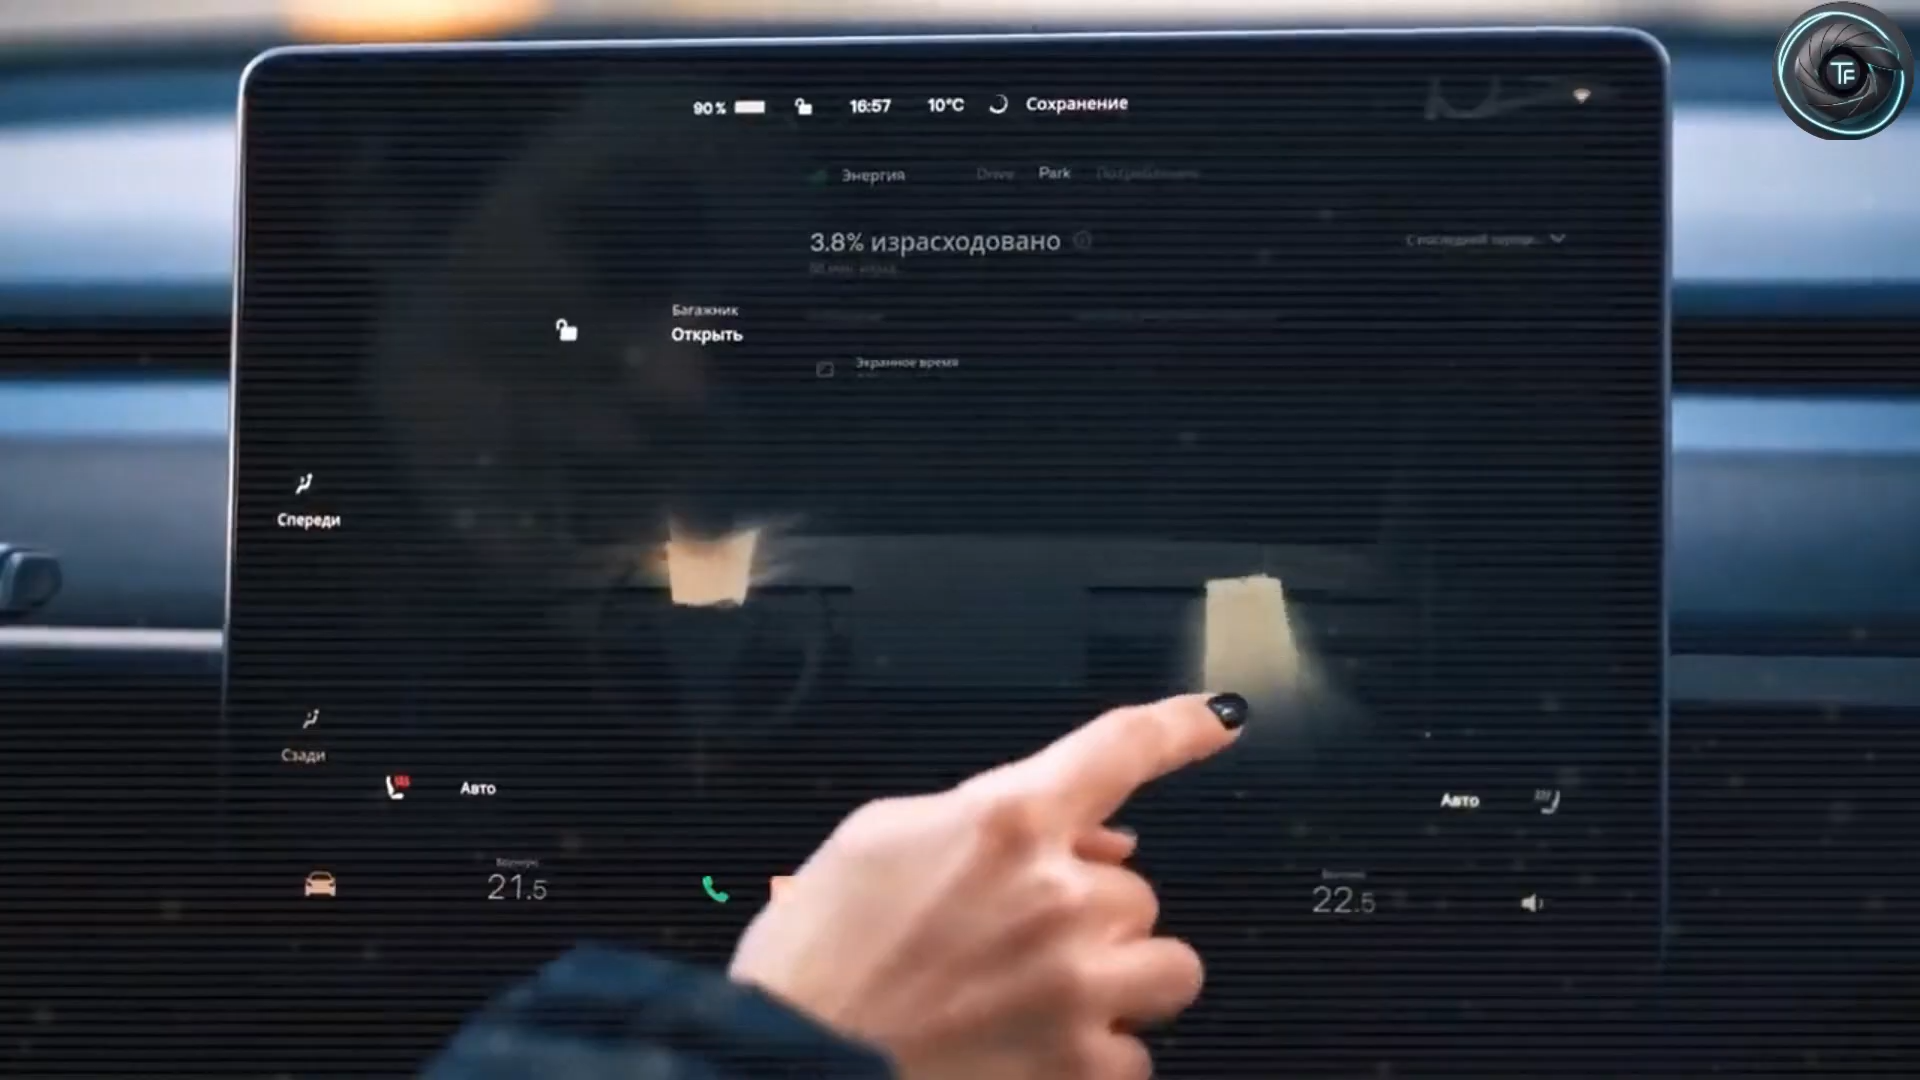 TF
90 %
16:57
10°C
Сохранение
Энергия
Drive
Park
Потребление
3.8% израсходовано
Багажник
Открыть
Экранное время
Спереди
Сзади
Авто
Авто
21.5
22.5